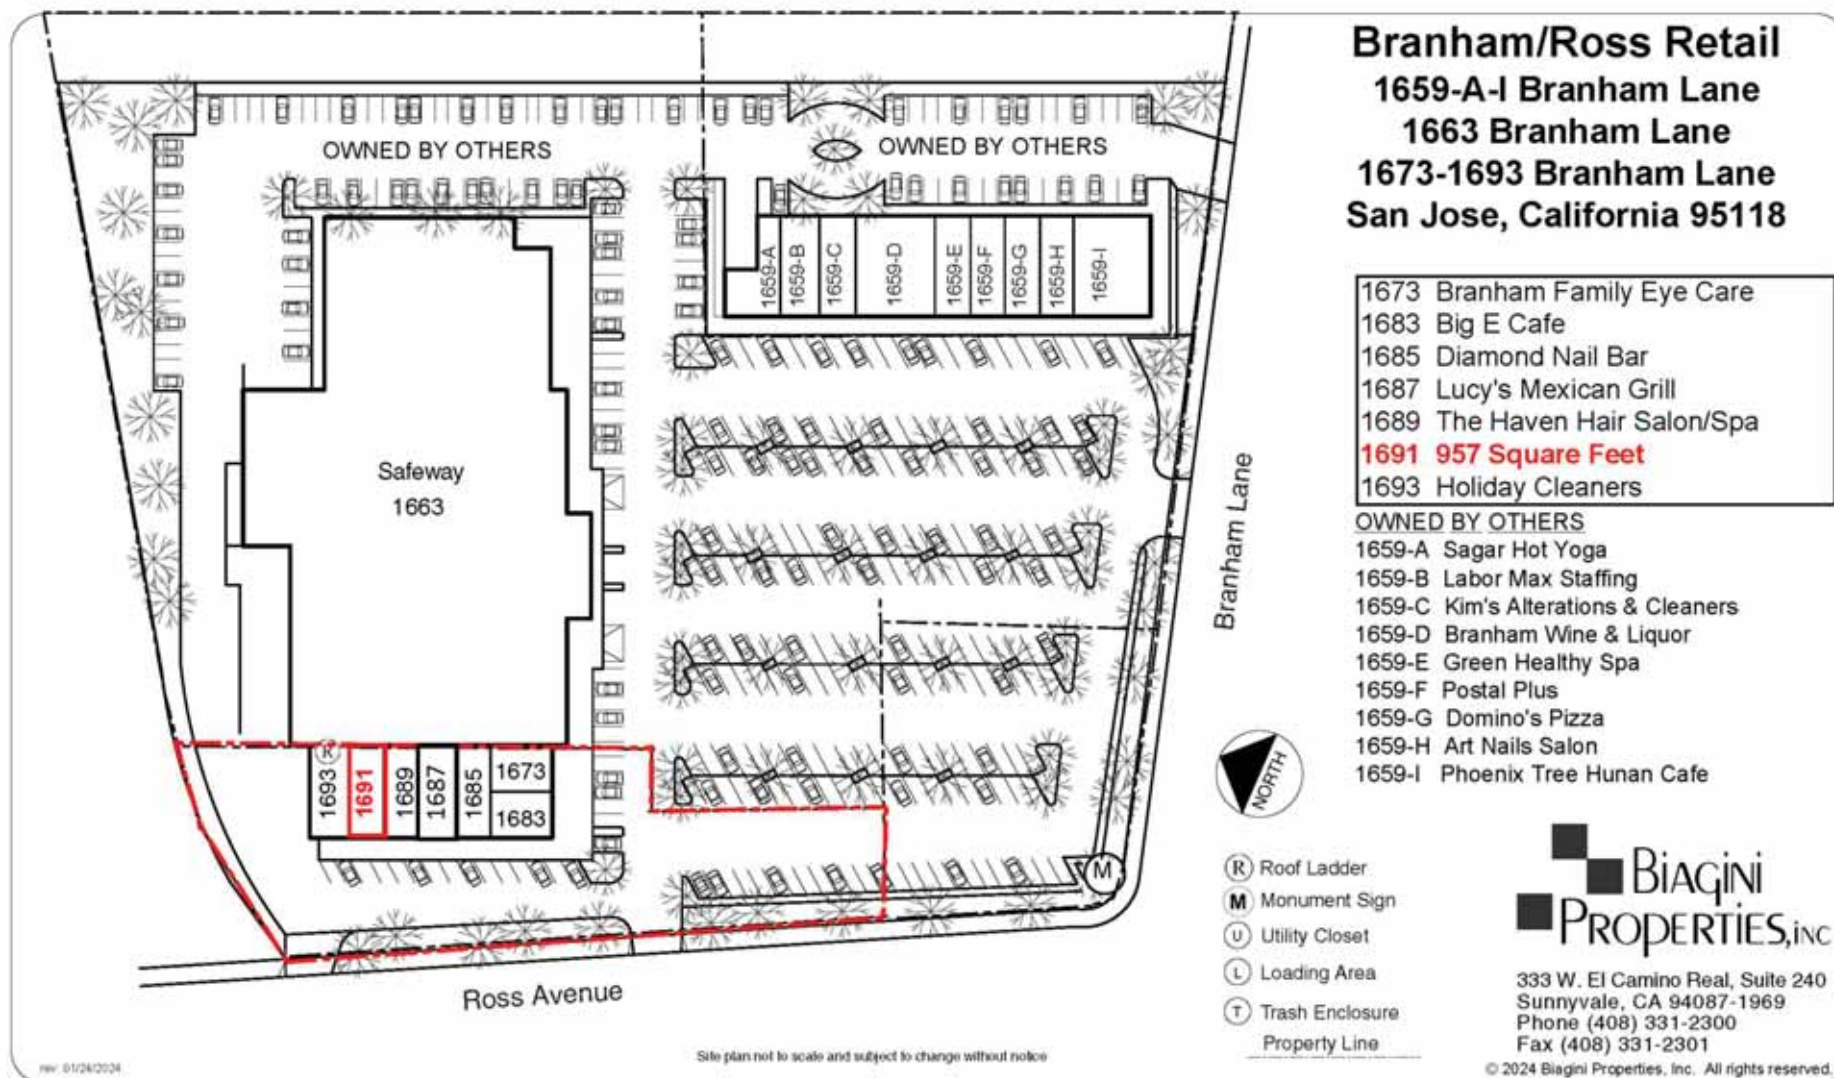 Branham/Ross Retail
1659-A-I Branham Lane
1663 Branham Lane
1673-1693 Branham Lane
San Jose, California 95118
OWNED BY OTHERS
OWNED BY OTHERS
1659-A
1659-B
1659-C
1659-D
1659-E
1659-F
1659-G
1659-H
1659-I
1673 Branham Family Eye Care
1683 Big E Cafe
1685 Diamond Nail Bar
1687 Lucy's Mexican Grill
1689 The Haven Hair Salon/Spa
1691 957 Square Feet
1693 Holiday Cleaners
OWNED BY OTHERS
1659-A Sagar Hot Yoga
1659-B Labor Max Staffing
1659-C Kim's Alterations & Cleaners
1659-D Branham Wine & Liquor
1659-E Green Healthy Spa
1659-F Postal Plus
1659-G Domino's Pizza
1659-H Art Nails Salon
1659-I Phoenix Tree Hunan Cafe
Safeway
1663
Branham Lane
R
1693
1691
1689
1687
1685
1673
1683
M
NORTH
Ross Avenue
R Roof Ladder
M Monument Sign
U Utility Closet
L Loading Area
T Trash Enclosure
Property Line
BIAGINI
PROPERTIES, INC
333 W. El Camino Real, Suite 240
Sunnyvale, CA 94087-1969
Phone (408) 331-2300
Fax (408) 331-2301
© 2024 Biagini Properties, Inc. All rights reserved.
Site plan not to scale and subject to change without notice
rev: 01/24/2024